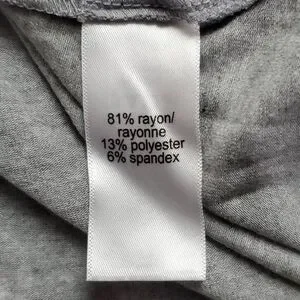 81% rayon/
rayonne
13% polyester
6% spandex